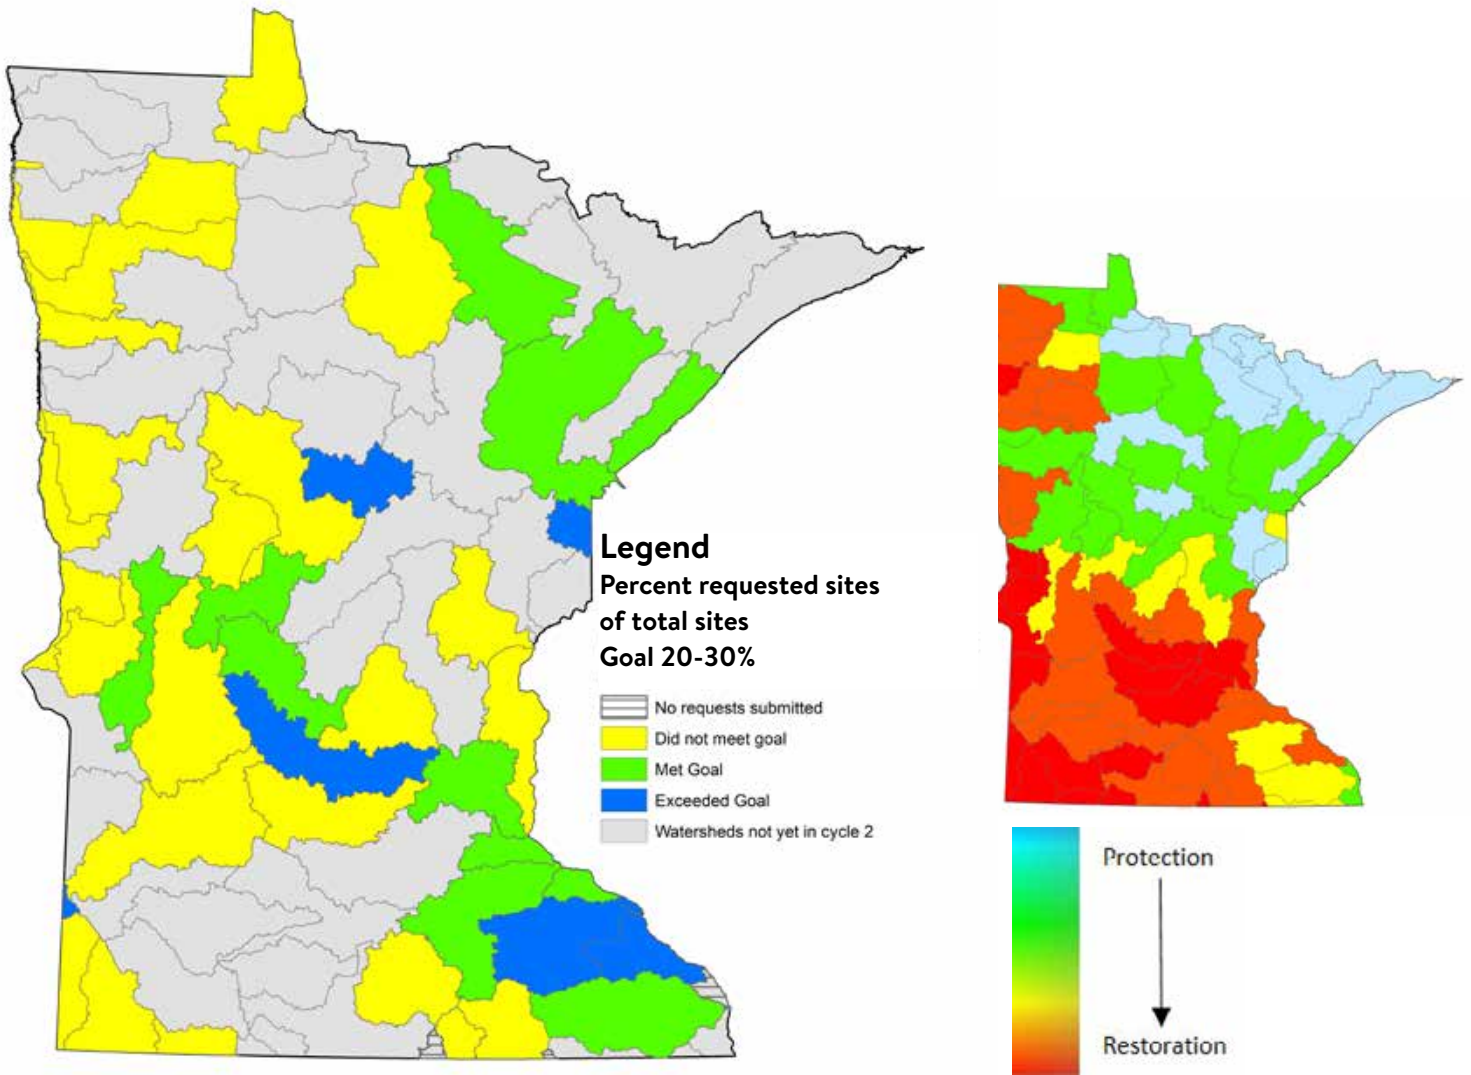 Legend
Percent requested sites
of total sites
Goal 20-30%
No requests submitted
Did not meet goal
Met Goal
Exceeded Goal
Watersheds not yet in cycle 2
Protection
Restoration